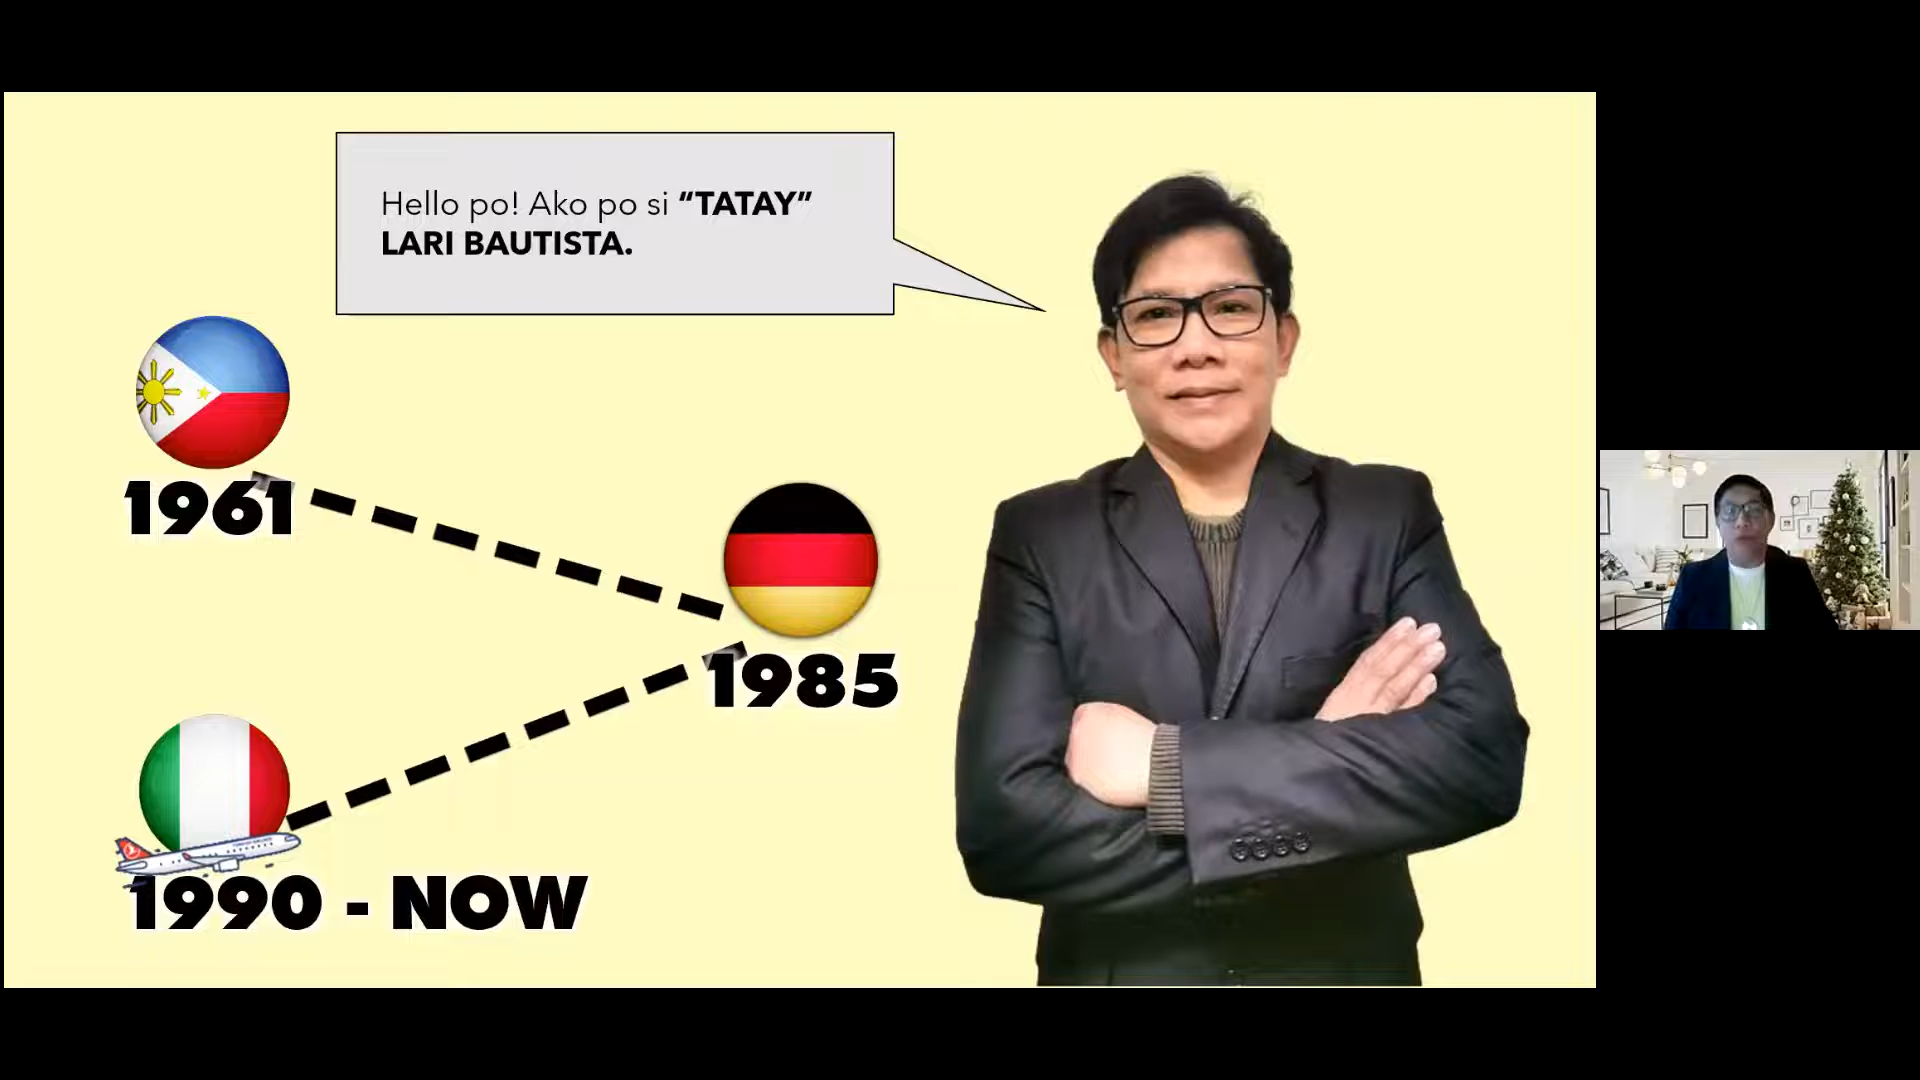 Hello po! Ako po si “TATAY”
LARI BAUTISTA.
1961
1985
1990 - NOW